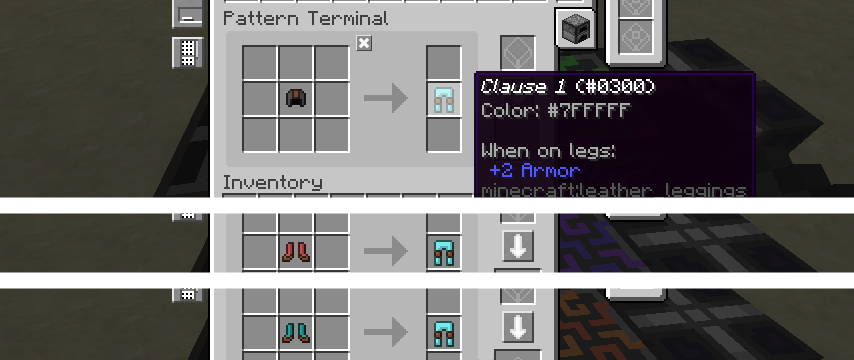 Pattern Terminal
Clause 1 (#0300)
Color: #7FFFFF
When on legs:
+2 Armor
minecraft:leather_leggings
Inventory